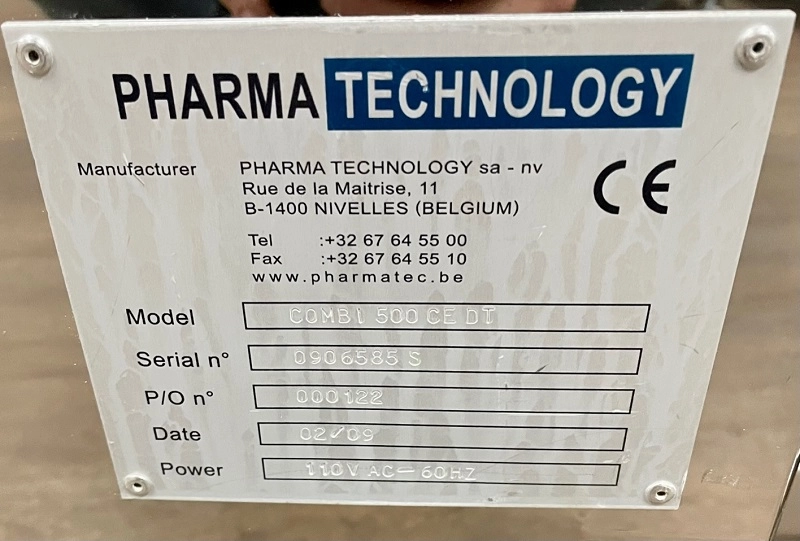 PHARMA TECHNOLOGY
Manufacturer PHARMA TECHNOLOGY sa - nv
Rue de la Maitrise, 11
B-1400 NIVELLES (BELGIUM)
CE
Tel :+32 67 64 55 00
Fax :+32 67 64 55 10
www.pharmatec.be
Model COMBI 500 CE DT
Serial n° 0906585 S
P/O n° 000122
Date 02/09
Power 110V AC-60HZ